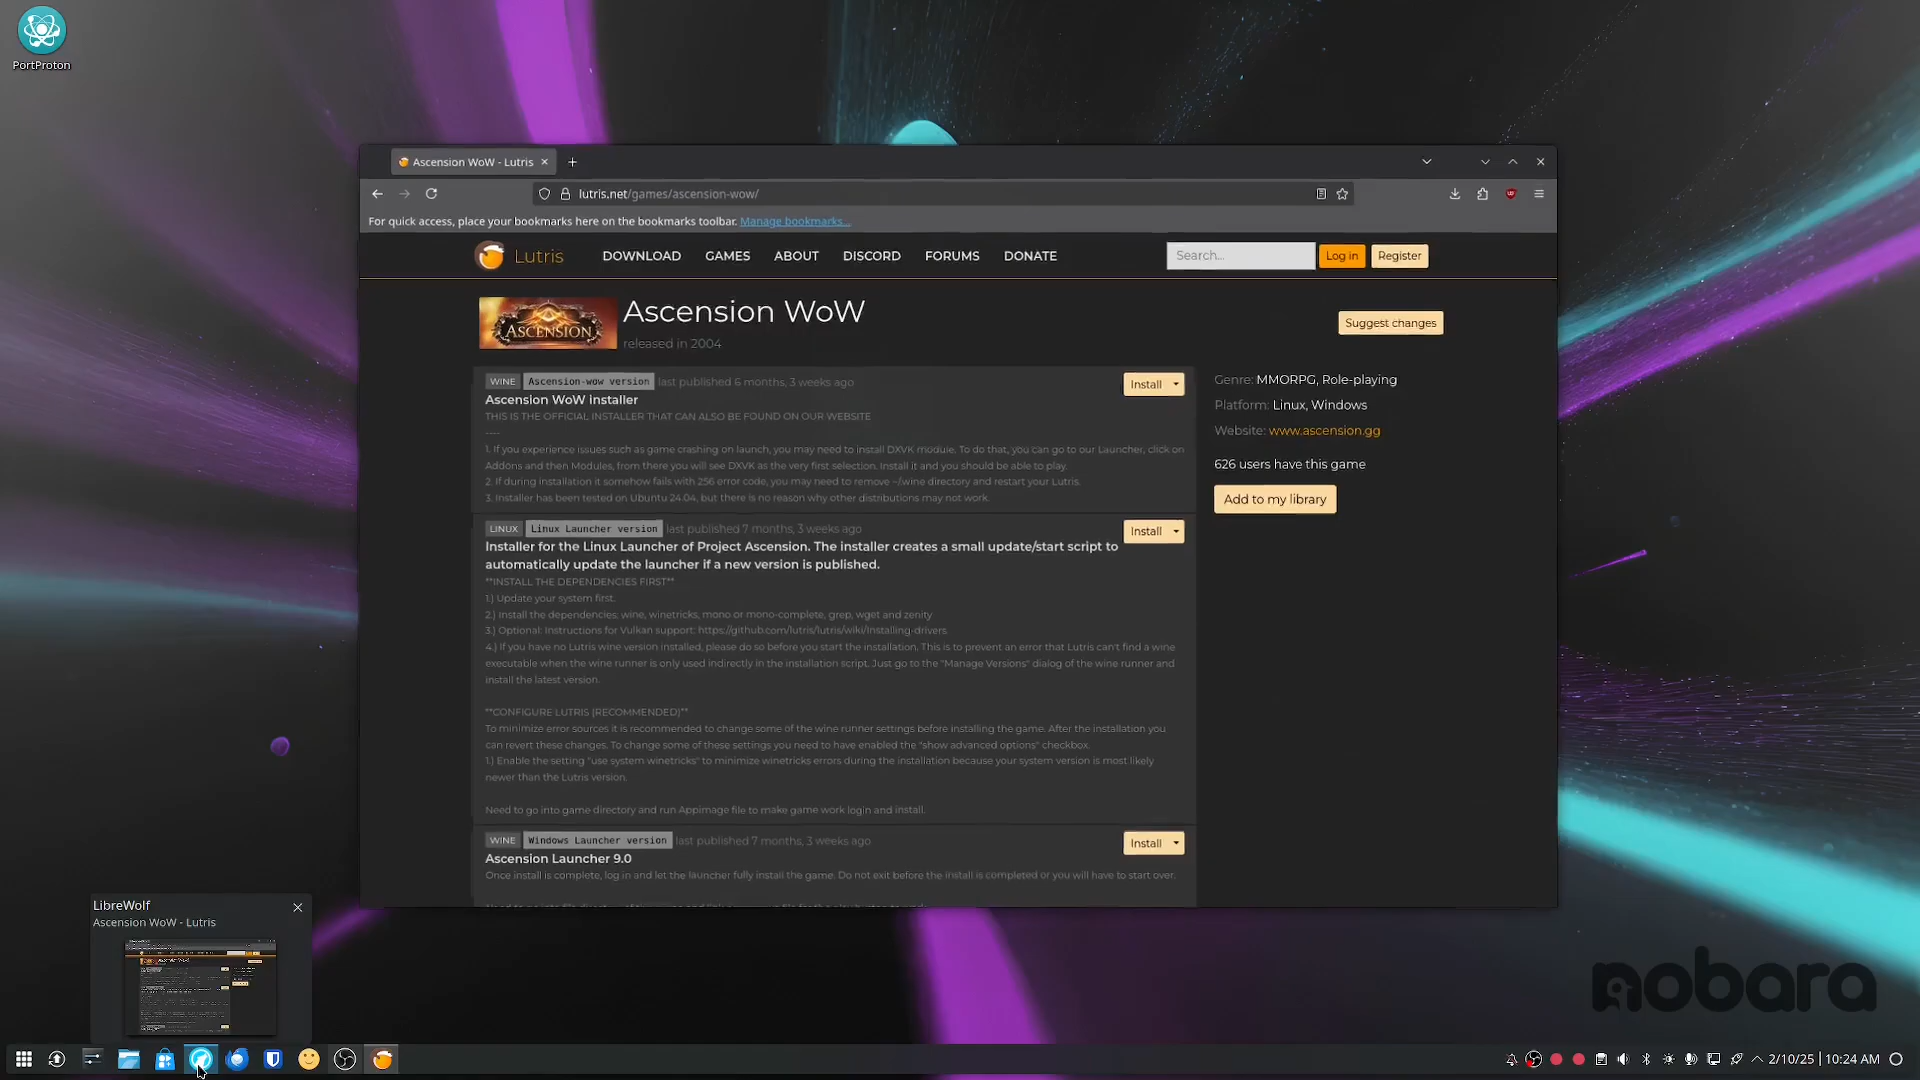 PortProton
Ascension WoW - Lutris
lutris.net/games/ascension-wow/
For quick access, place your bookmarks here on the bookmarks toolbar. Manage bookmarks...
Lutris
DOWNLOAD GAMES ABOUT DISCORD FORUMS DONATE
Search...
Log in
Register
ASCENSION
Ascension WoW
released in 2004
Suggest changes
WINE Ascension-wow version last published 6 months, 3 weeks ago
Install
Ascension WoW installer
THIS IS THE OFFICIAL INSTALLER THAT CAN ALSO BE FOUND ON OUR WEBSITE
----
1. If you experience issues such as game crashing on launch, you may need to install DXVK module. To do that, you can go to our Launcher, click on
Addons and then Modules, from there you will see DXVK as the very first selection. Install it and you should be able to play.
2. If during installation it somehow fails with 256 error code, you may need to remove ~/.wine directory and restart your Lutris.
3. Installer has been tested on Ubuntu 24.04, but there is no reason why other distributions may not work.
LINUX Linux Launcher version last published 7 months, 3 weeks ago
Install
Installer for the Linux Launcher of Project Ascension. The installer creates a small update/start script to
automatically update the launcher if a new version is published.
**INSTALL THE DEPENDENCIES FIRST**
1.) Update your system first.
2.) Install the dependencies: wine, winetricks, mono or mono-complete, grep, wget and zenity
3.) Optional: Instructions for Vulkan support: https://github.com/lutris/lutris/wiki/Installing-drivers
4.) If you have no Lutris wine version installed, please do so before you start the installation. This is to prevent an error that Lutris can't find a wine
executable when the wine runner is only used indirectly in the installation script. Just go to the "Manage Versions" dialog of the wine runner and
install the latest version.
**CONFIGURE LUTRIS [RECOMMENDED]**
To minimize error sources it is recommended to change some of the wine runner settings before installing the game. After the installation you
can revert these changes. To change some of these settings you need to have enabled the "show advanced options" checkbox.
1.) Enable the setting "use system winetricks" to minimize winetricks errors during the installation because your system version is most likely
newer than the Lutris version.
Need to go into game directory and run Appimage file to make game work login and install.
WINE Windows Launcher version last published 7 months, 3 weeks ago
Install
Ascension Launcher 9.0
Once install is complete, log in and let the launcher fully install the game. Do not exit before the install is completed or you will have to start over.
Genre: MMORPG, Role-playing
Platform: Linux, Windows
Website: www.ascension.gg
626 users have this game
Add to my library
LibreWolf
Ascension WoW - Lutris
nobara
2/10/25 | 10:24 AM